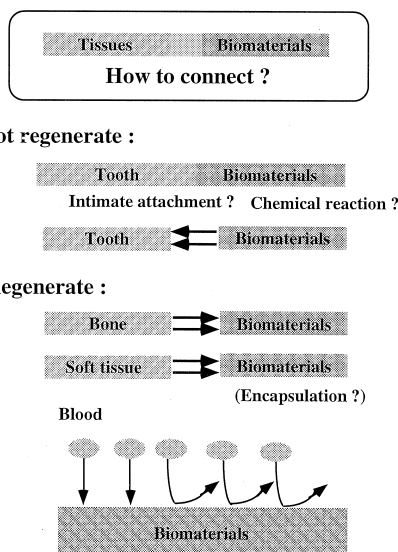 Tissues Biomaterials
How to connect ?
ot regenerate :
Tooth Biomaterials
Intimate attachment ? Chemical reaction ?
Tooth Biomaterials
egenerate :
Bone Biomaterials
Soft tissue Biomaterials
(Encapsulation ?)
Blood
Biomaterials